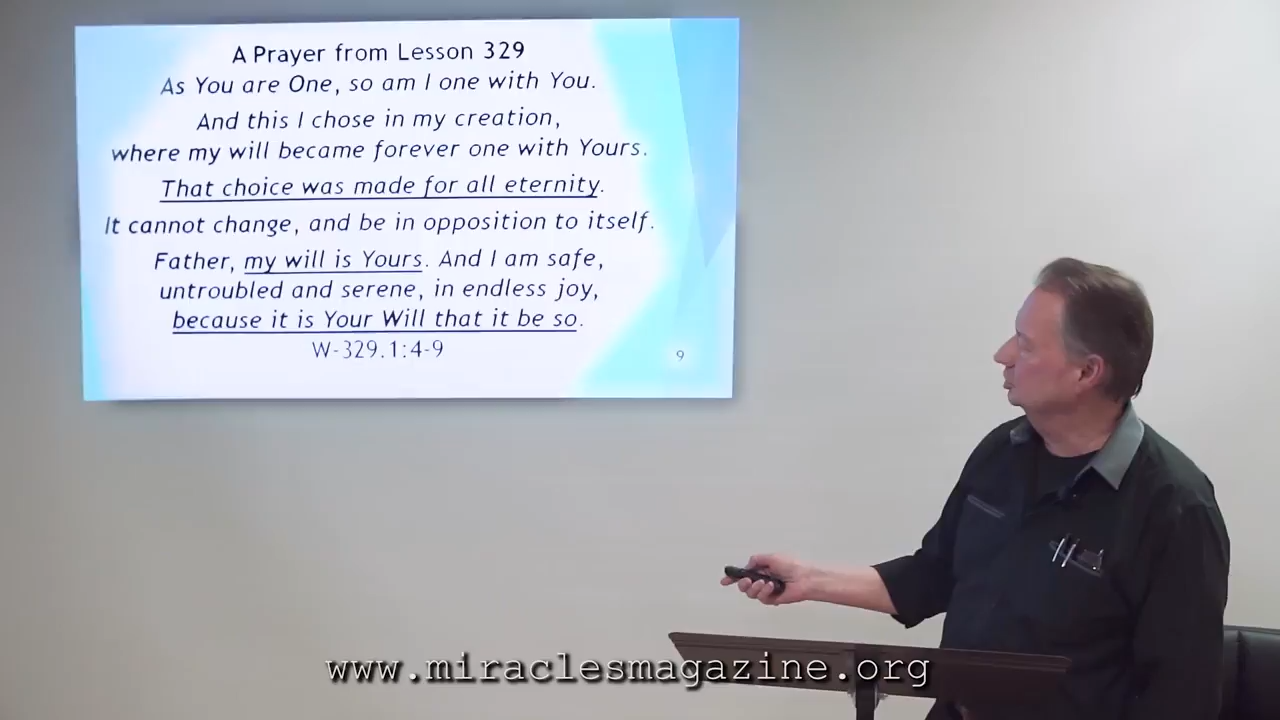 A Prayer from Lesson 329
As You are One, so am I one with You.
And this I chose in my creation,
where my will became forever one with Yours.
That choice was made for all eternity.
It cannot change, and be in opposition to itself.
Father, my will is Yours. And I am safe,
untroubled and serene, in endless joy,
because it is Your Will that it be so.
W-329.1:4-9
9
www.miraclesmagazine.org